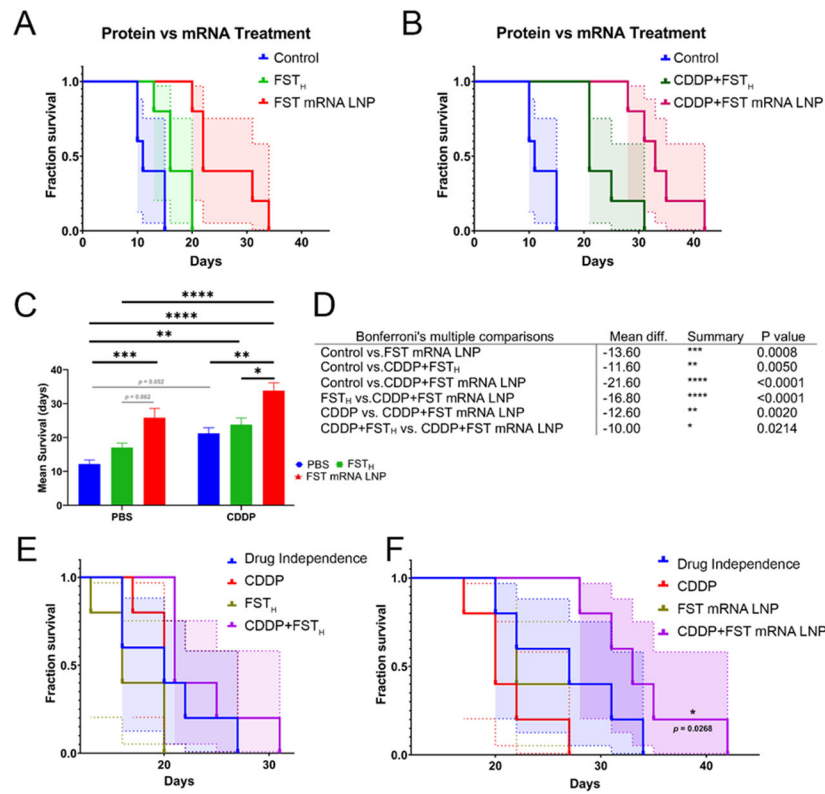 A
Protein vs mRNA Treatment
Control
FSTH
FST mRNA LNP
1.0
0.5
0.0
Fraction survival
0 20 40
Days
B
Protein vs mRNA Treatment
Control
CDDP+FSTH
CDDP+FST mRNA LNP
1.0
0.5
0.0
Fraction survival
0 10 20 30 40
Days
C
****
****
**
*** **
*
p = 0.052
p = 0.062
40
30
20
10
0
Mean Survival (days)
PBS CDDP
PBS FSTH
FST mRNA LNP
D
Bonferroni's multiple comparisons Mean diff. Summary P value
Control vs.FST mRNA LNP -13.60 *** 0.0008
Control vs.CDDP+FSTH -11.60 ** 0.0050
Control vs.CDDP+FST mRNA LNP -21.60 **** <0.0001
FSTH vs.CDDP+FST mRNA LNP -16.80 **** <0.0001
CDDP vs. CDDP+FST mRNA LNP -12.60 ** 0.0020
CDDP+FSTH vs. CDDP+FST mRNA LNP -10.00 * 0.0214
E
Drug Independence
CDDP
FSTH
CDDP+FSTH
1.0
0.5
0.0
Fraction survival
20 30
Days
F
Drug Independence
CDDP
FST mRNA LNP
CDDP+FST mRNA LNP
1.0
0.5
0.0
Fraction survival
*
p = 0.0268
20 30 40
Days